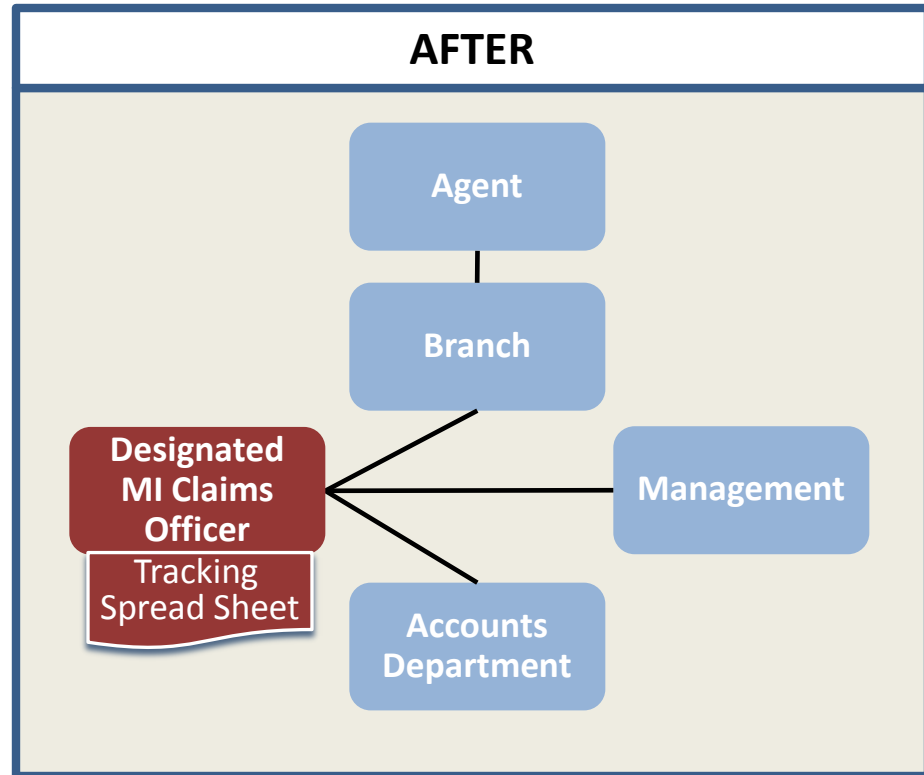 AFTER
Agent
Branch
Designated
MI Claims
Officer
Tracking
Spread Sheet
Management
Accounts
Department